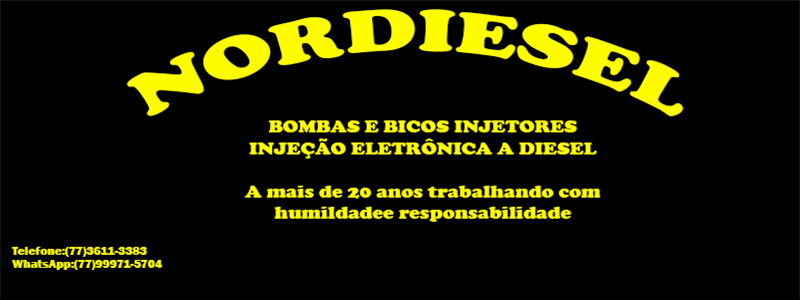 NORDIESEL
BOMBAS E BICOS INJETORES
INJEÇÃO ELETRÔNICA A DIESEL
A mais de 20 anos trabalhando com
humildadee responsabilidade
Telefone:(77)3611-3383
WhatsApp:(77)99971-5704